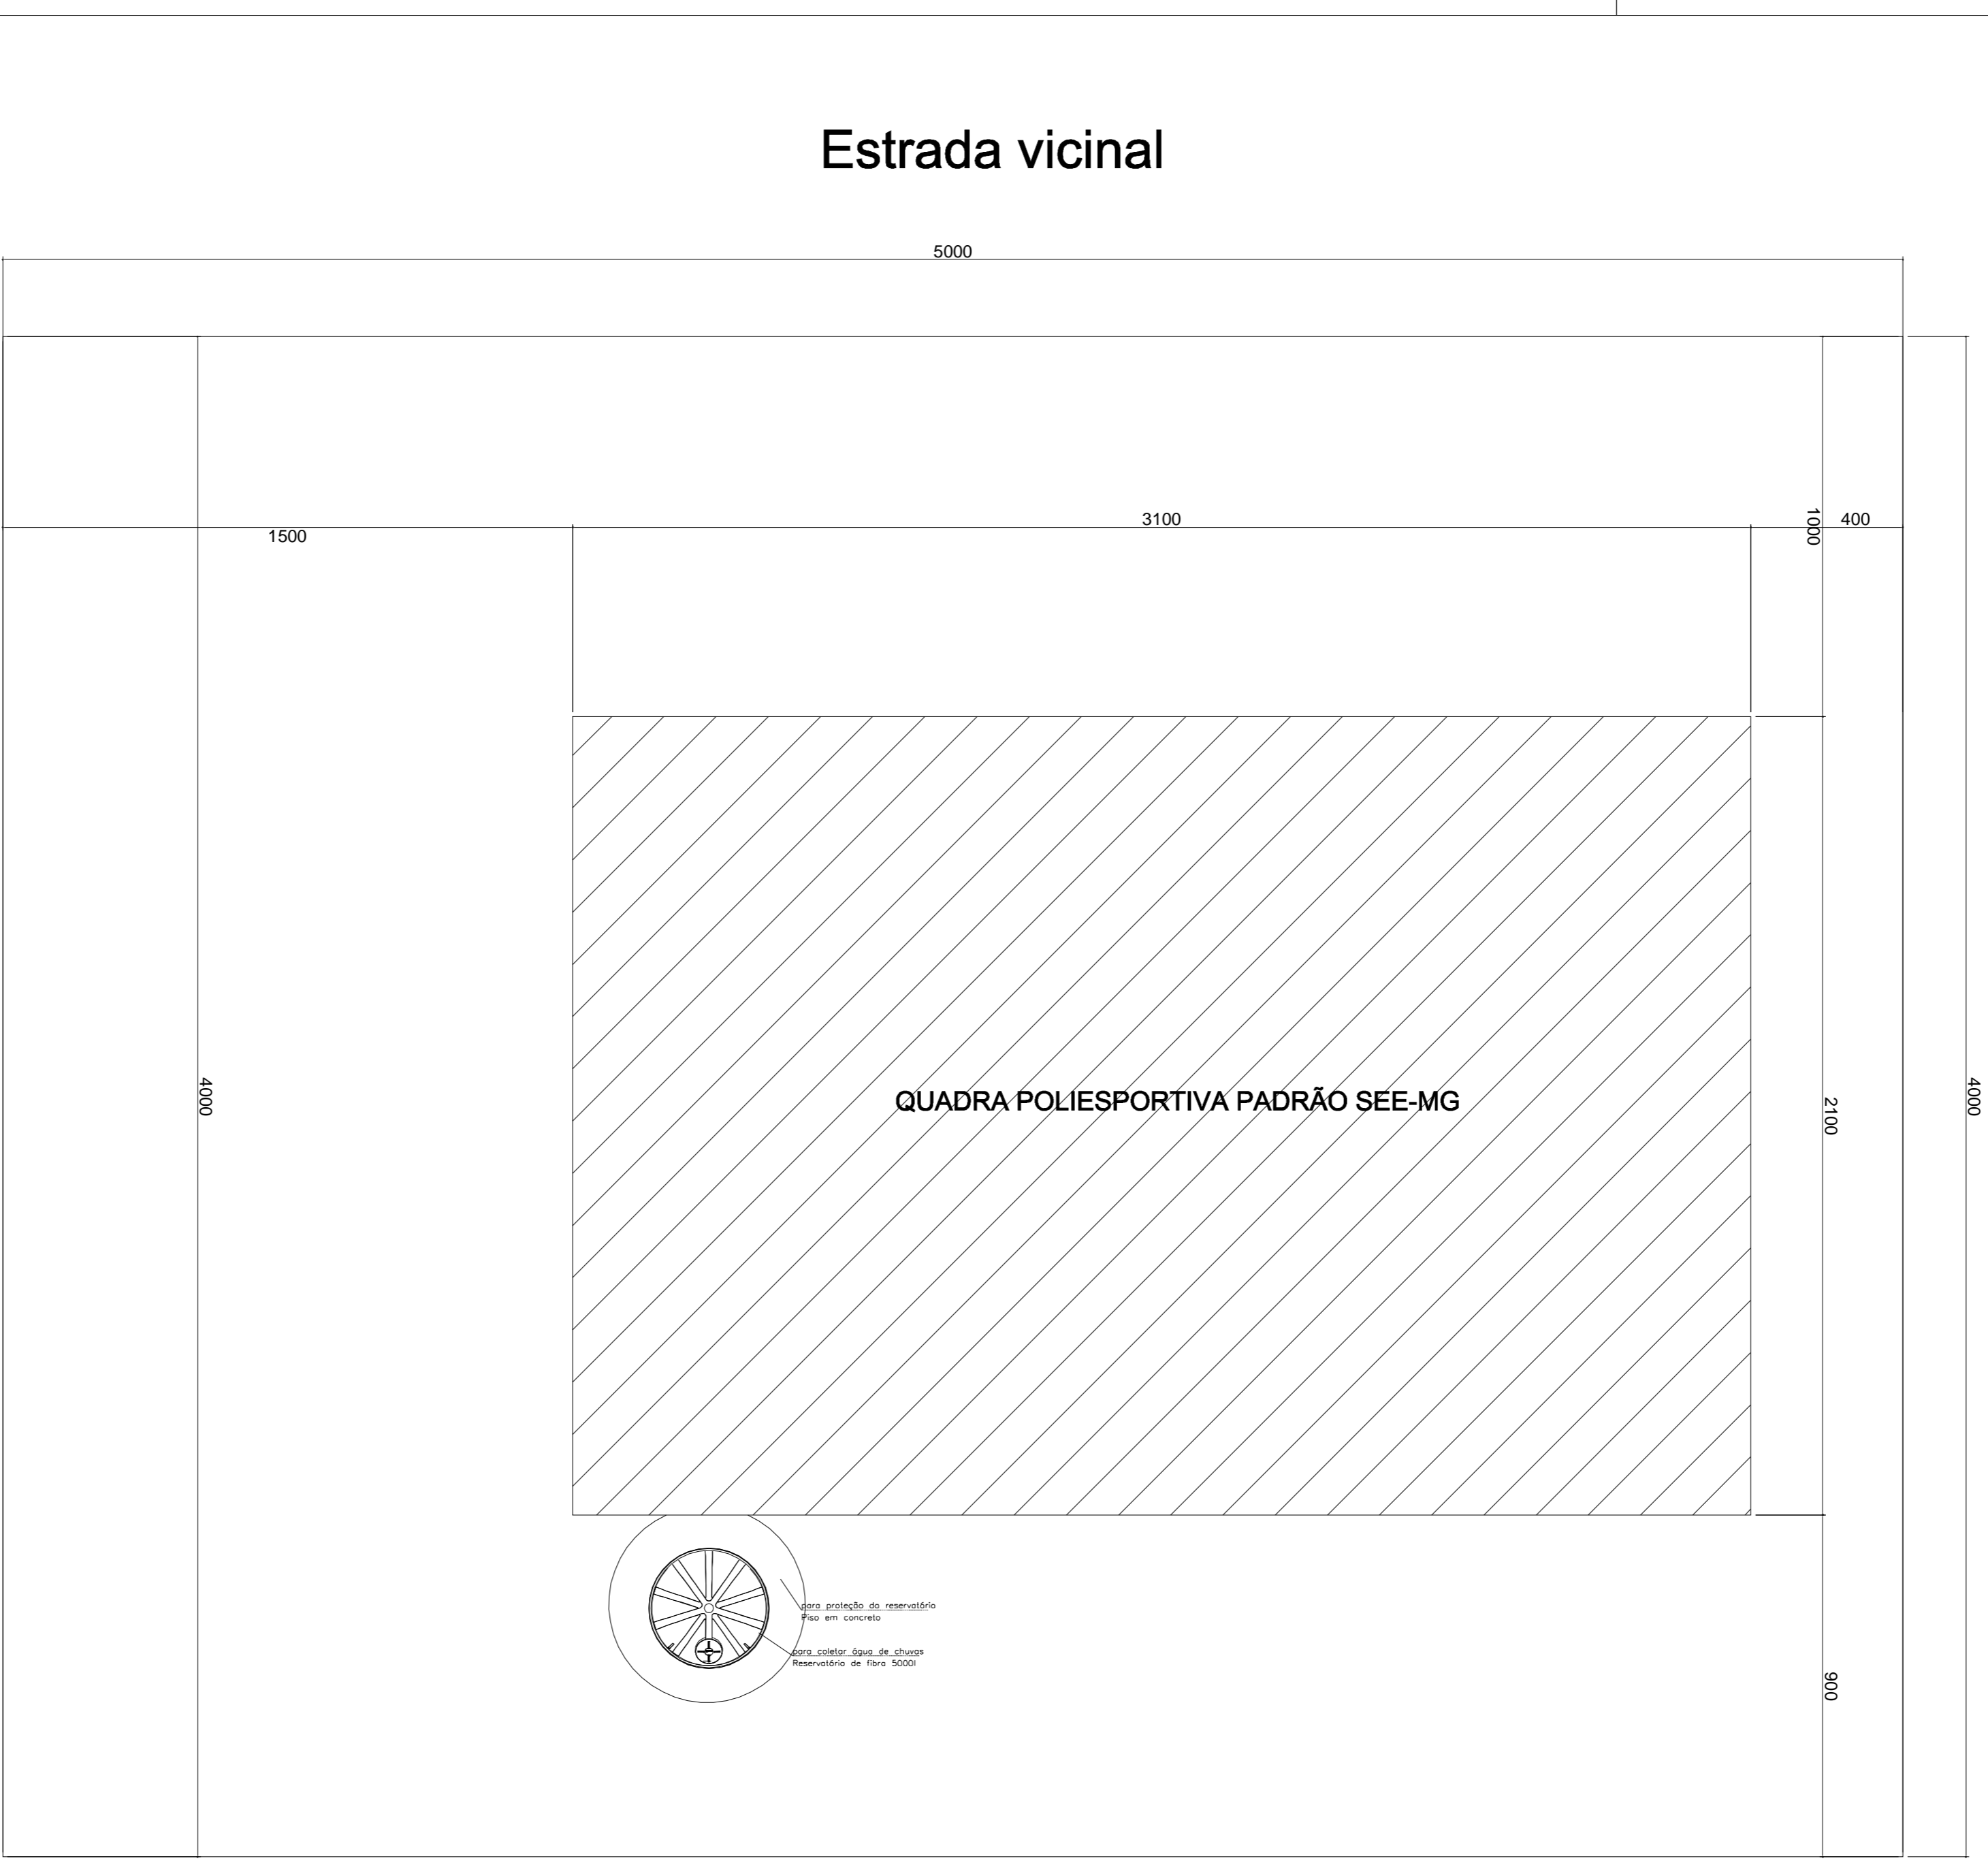 Estrada vicinal
5000
1500
3100
1000
400
4000
QUADRA POLIESPORTIVA PADRÃO SEE-MG
2100
4000
para proteção do reservatório
Piso em concreto
para coletar água de chuvas
Reservatório de fibra 5000l
900